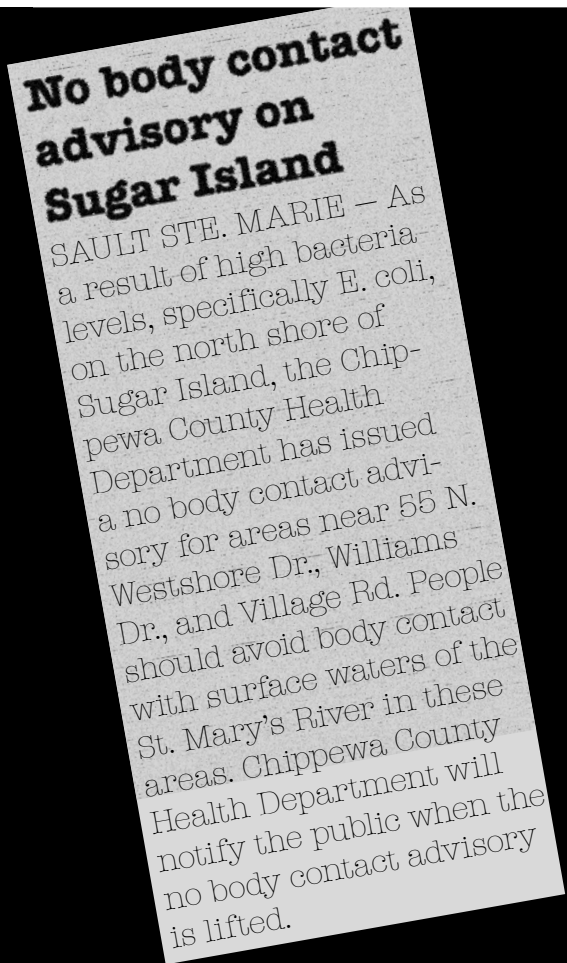 No body contact
advisory on
Sugar Island
SAULT STE. MARIE — As
a result of high bacteria
levels, specifically E. coli,
on the north shore of
Sugar Island, the Chip-
pewa County Health
Department has issued
a no body contact advi-
sory for areas near 55 N.
Westshore Dr., Williams
Dr., and Village Rd. People
should avoid body contact
with surface waters of the
St. Mary's River in these
areas. Chippewa County
Health Department will
notify the public when the
no body contact advisory
is lifted.